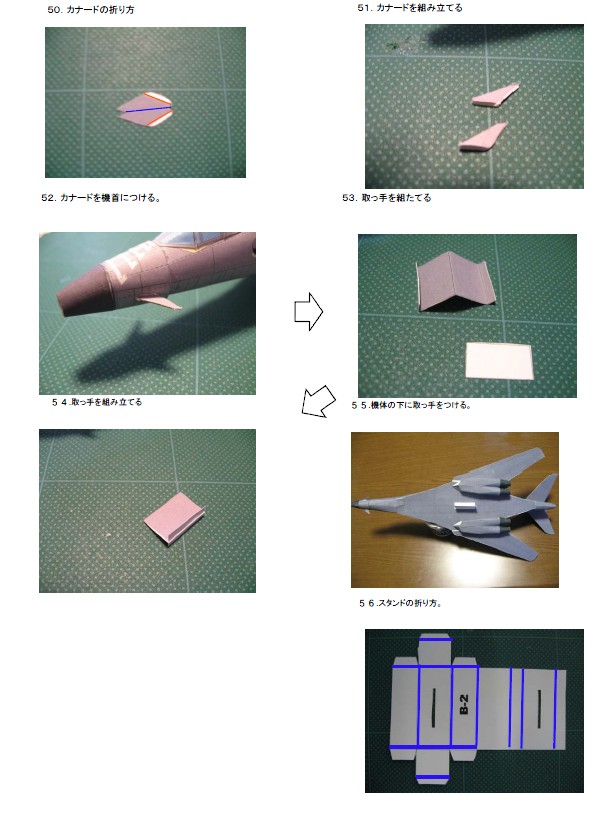 50. カナードの折り方
51. カナードを組み立てる
52. カナードを機首につける。
53. 取っ手を組たてる
５４.取っ手を組み立てる
５５.機体の下に取っ手をつける。
５６.スタンドの折り方。
B-2